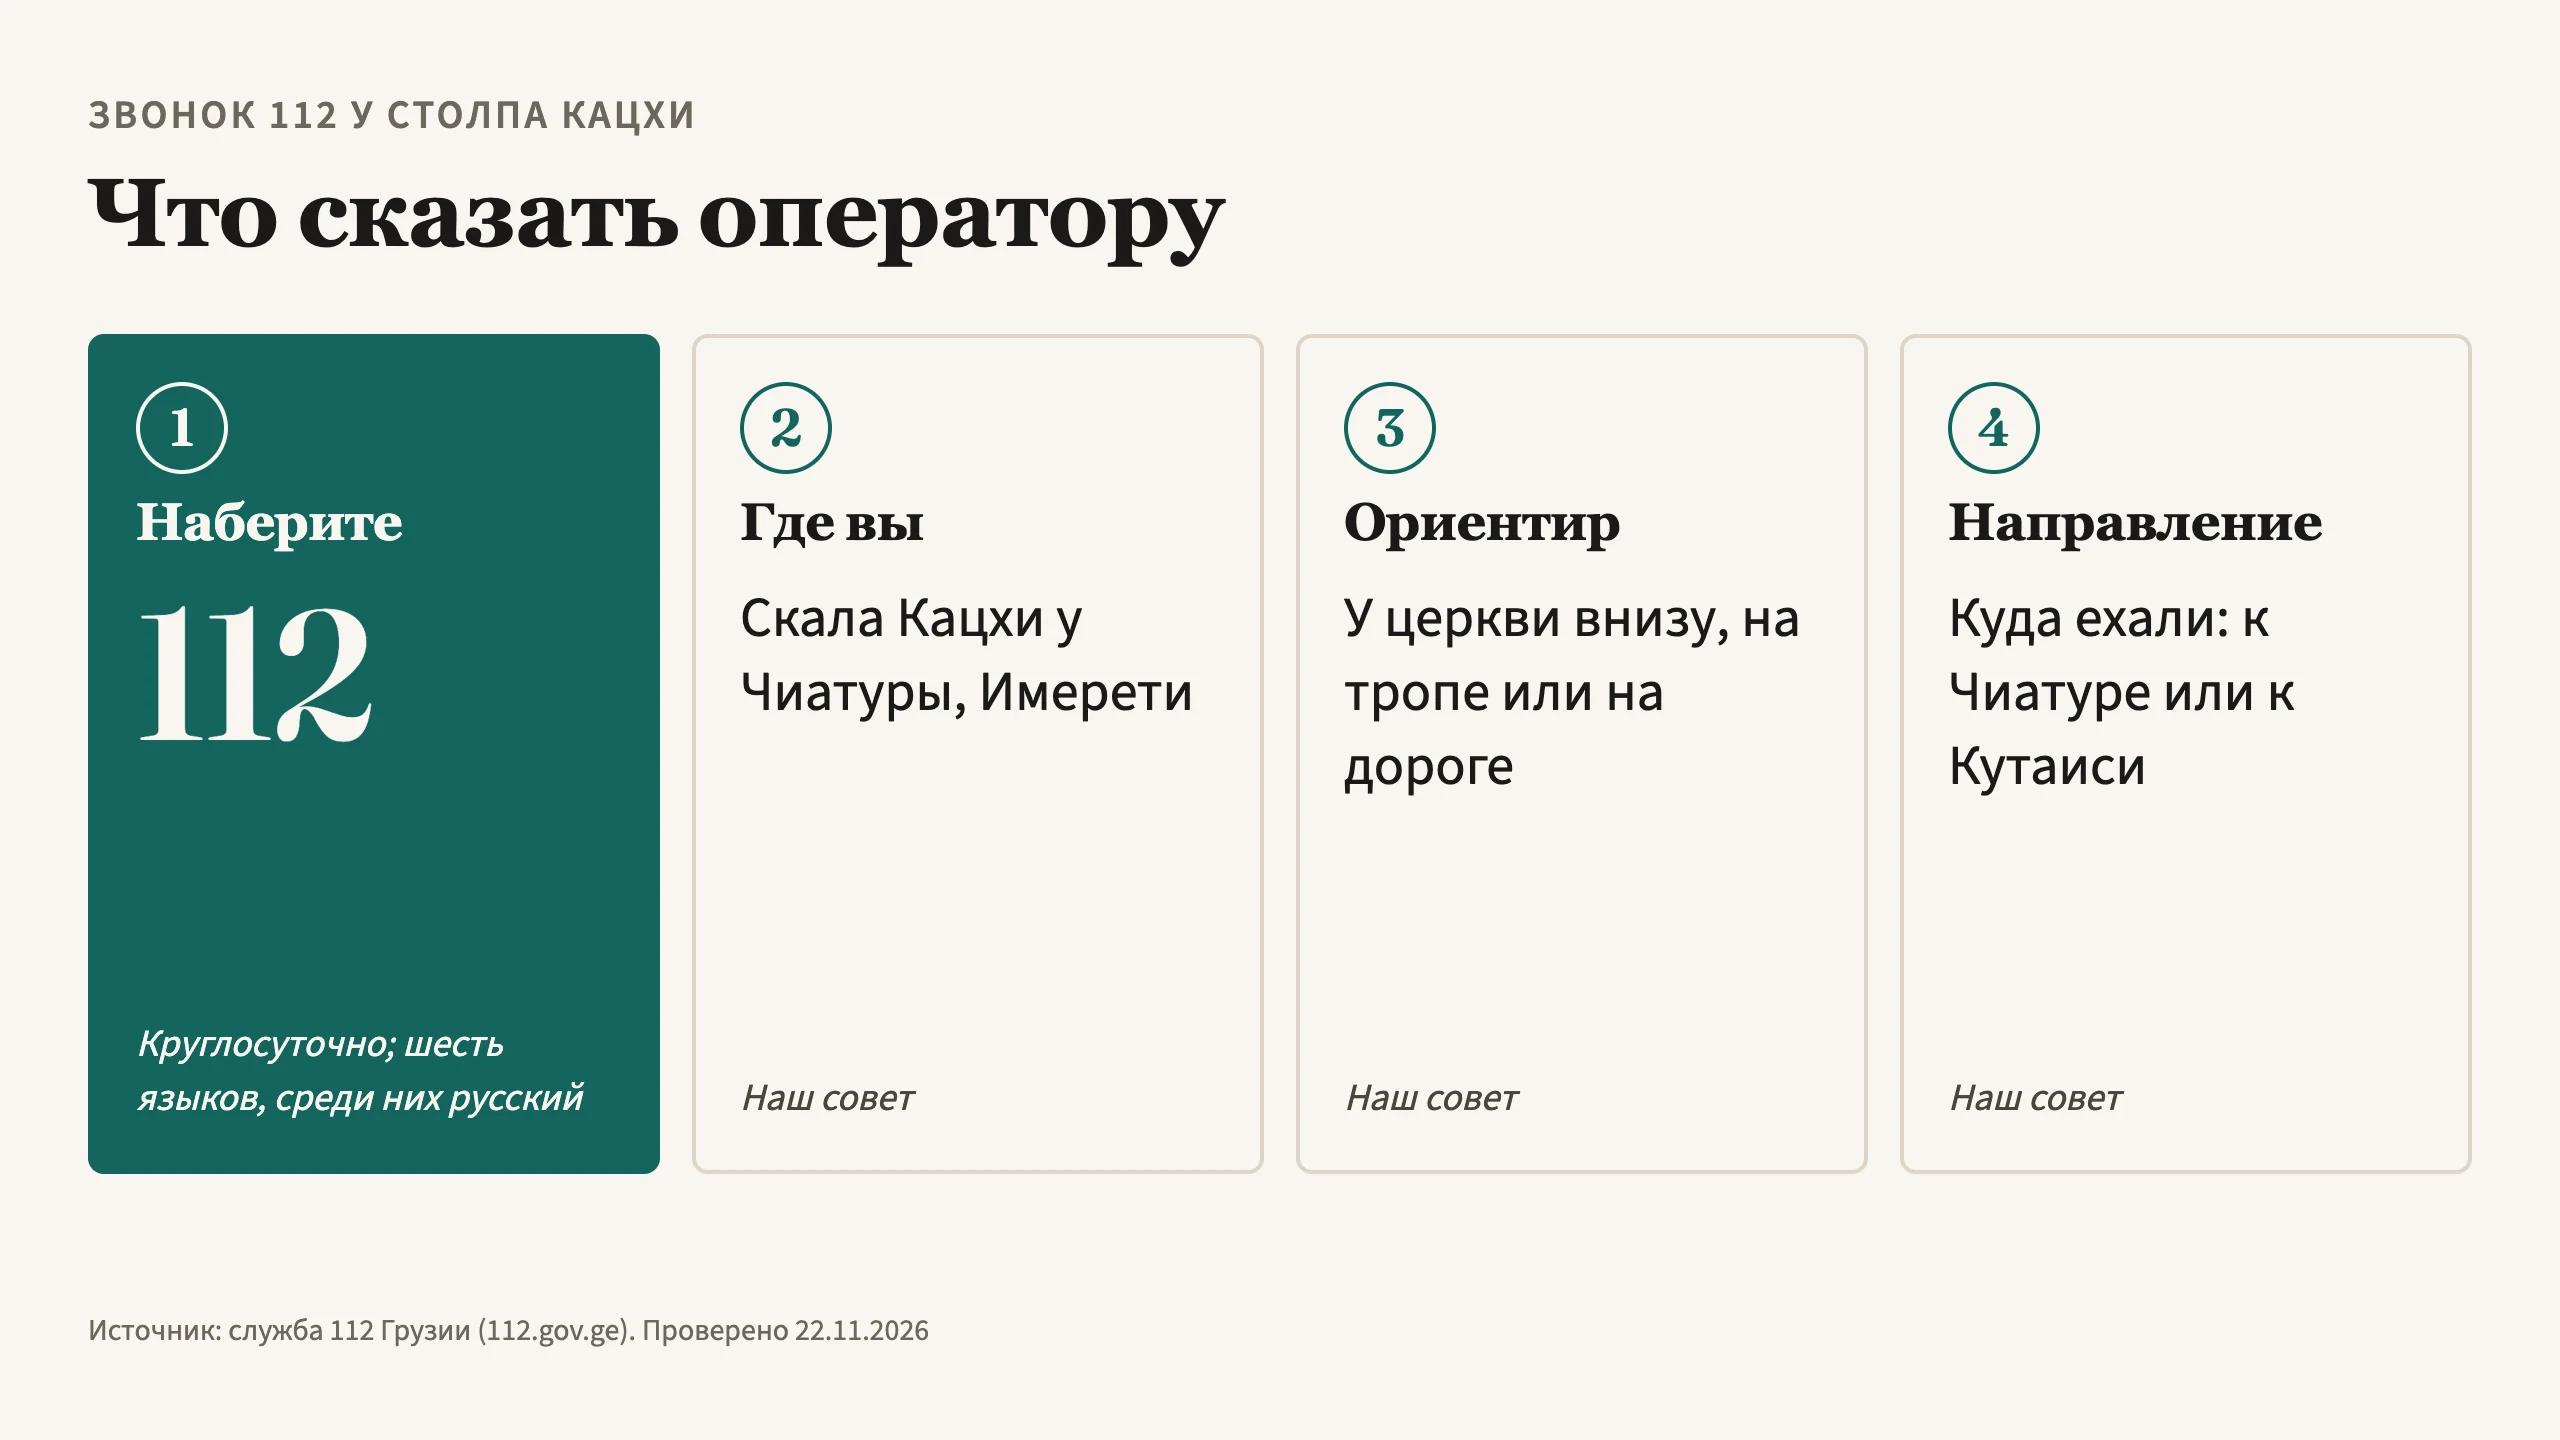 ЗВОНОК 112 У СТОЛПА КАЦХИ
Что сказать оператору
1
Наберите
112
Круглосуточно; шесть
языков, среди них русский
2
Где вы
Скала Кацхи у
Чиатуры, Имерети
Наш совет
3
Ориентир
У церкви внизу, на
тропе или на
дороге
Наш совет
4
Направление
Куда ехали: к
Чиатуре или к
Кутаиси
Наш совет
Источник: служба 112 Грузии (112.gov.ge). Проверено 22.11.2026